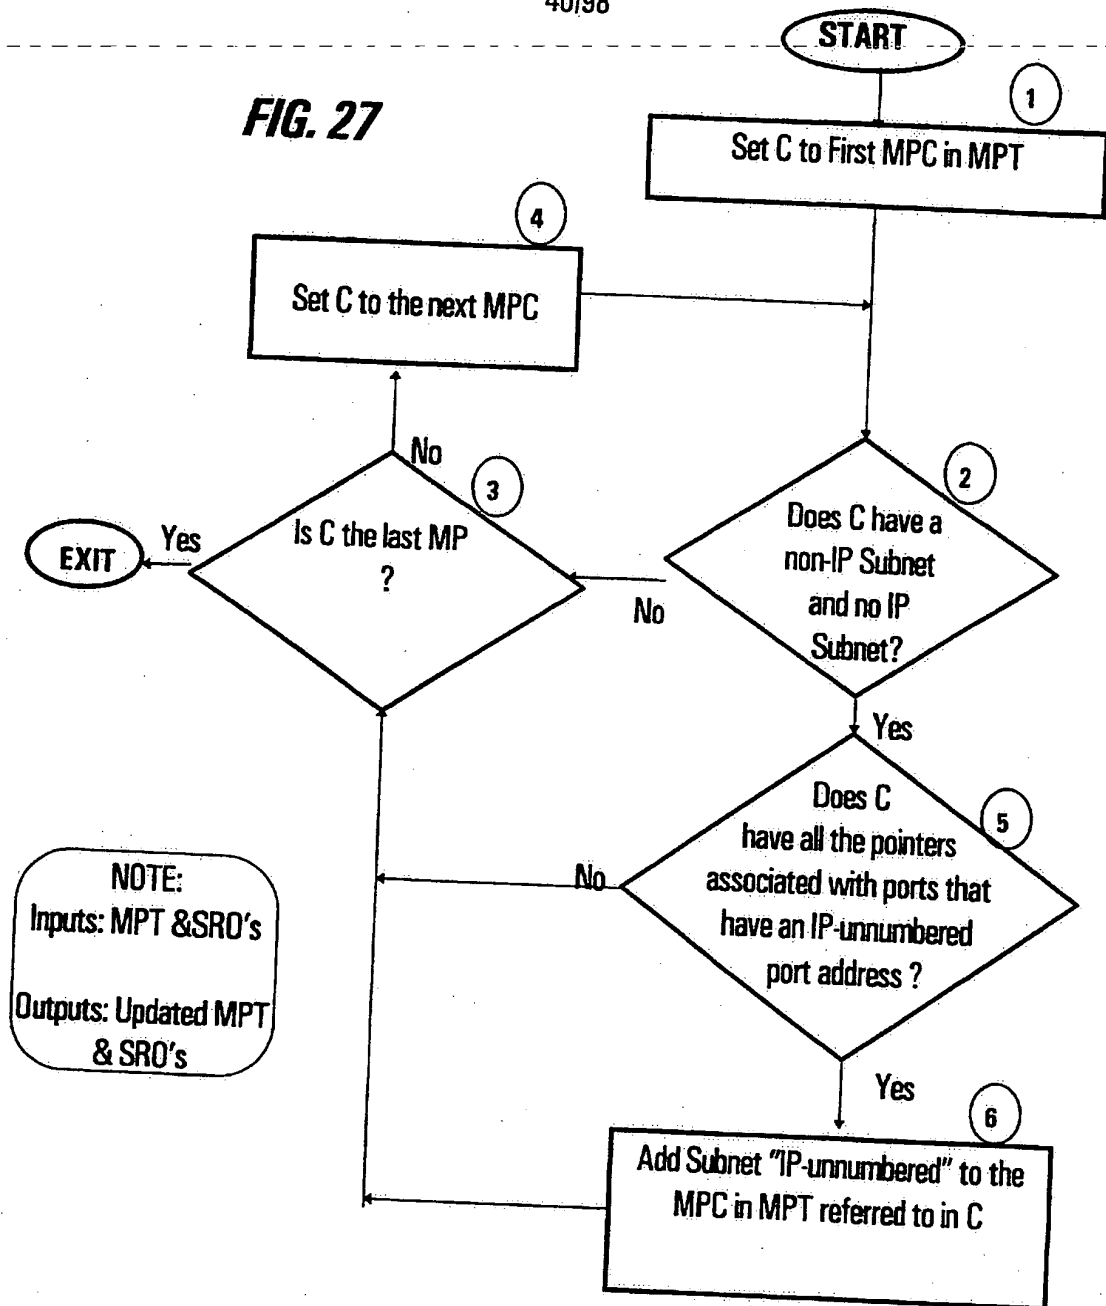 40/98
START
FIG. 27
1
Set C to First MPC in MPT
4
Set C to the next MPC
No
3
Is C the last MP
?
Yes
EXIT
2
Does C have a
non-IP Subnet
and no IP
Subnet?
No
Yes
5
Does C
have all the pointers
associated with ports that
have an IP-unnumbered
port address ?
No
NOTE:
Inputs: MPT &SRO's
Outputs: Updated MPT
& SRO's
Yes
6
Add Subnet "IP-unnumbered" to the
MPC in MPT referred to in C